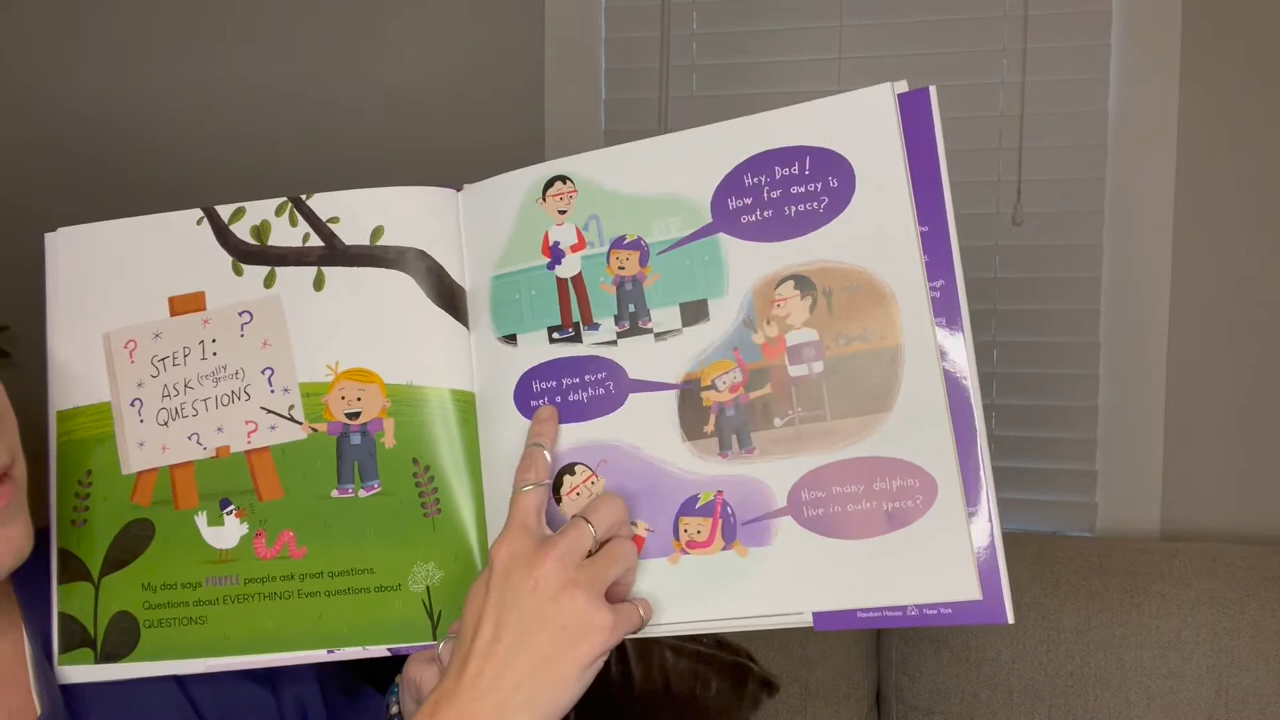 STEP 1:
ASK (really great)
QUESTIONS
My dad says PURPLE people ask great questions.
Questions about EVERYTHING! Even questions about
QUESTIONS!
Hey, Dad!
How far away is
outer space?
Have you ever
met a dolphin?
How many dolphins
live in outer space?
Random House New York